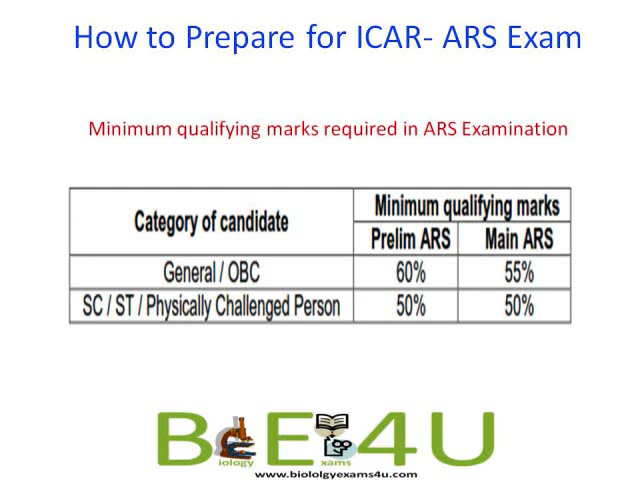 How to Prepare for ICAR- ARS Exam
Minimum qualifying marks required in ARS Examination
Category of candidate Minimum qualifying marks
Prelim ARS Main ARS
General / OBC 60% 55%
SC / ST / Physically Challenged Person 50% 50%
B E 4 U
iology xams
www.biololgyexams4u.com